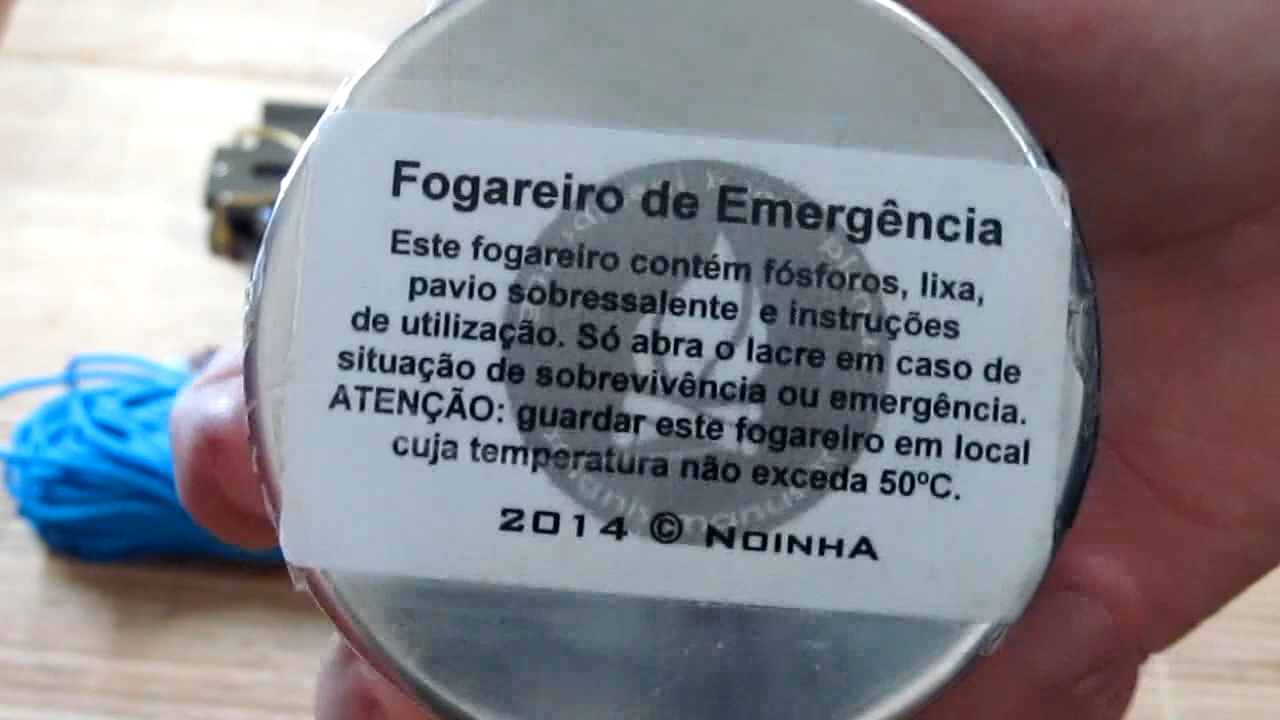 Fogareiro de Emergência
Este fogareiro contém fósforos, lixa,
pavio sobressalente e instruções
de utilização. Só abra o lacre em caso de
situação de sobrevivência ou emergência.
ATENÇÃO: guardar este fogareiro em local
cuja temperatura não exceda 50ºC.
2014 © NOINHA